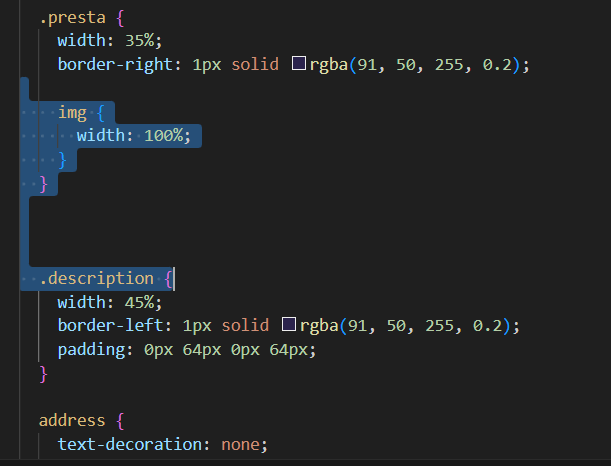 .presta {
width: 35%;
border-right: 1px solid rgba(91, 50, 255, 0.2);
img {
width: 100%;
}
}
.description {
width: 45%;
border-left: 1px solid rgba(91, 50, 255, 0.2);
padding: 0px 64px 0px 64px;
}
address {
text-decoration: none;